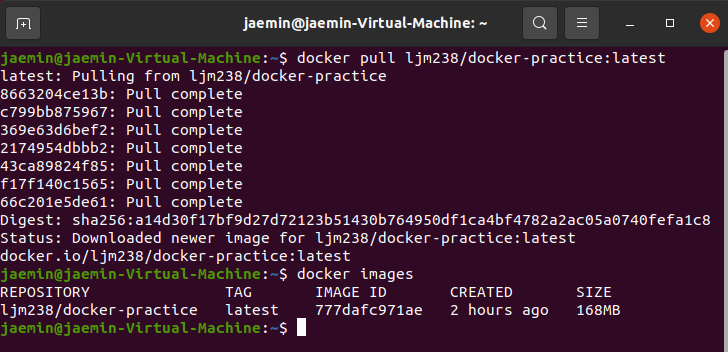 jaemin@jaemin-Virtual-Machine: ~
jaemin@jaemin-Virtual-Machine:~$ docker pull ljm238/docker-practice:latest
latest: Pulling from ljm238/docker-practice
8663204ce13b: Pull complete
c799bb875967: Pull complete
369e63d6bef2: Pull complete
2174954dbbb2: Pull complete
43ca89824f85: Pull complete
f17f140c1565: Pull complete
66c201e5de61: Pull complete
Digest: sha256:a14d30f17bf9d27d72123b51430b764950df1ca4bf4782a2ac05a0740fefa1c8
Status: Downloaded newer image for ljm238/docker-practice:latest
docker.io/ljm238/docker-practice:latest
jaemin@jaemin-Virtual-Machine:~$ docker images
REPOSITORY TAG IMAGE ID CREATED SIZE
ljm238/docker-practice latest 777dafc971ae 2 hours ago 168MB
jaemin@jaemin-Virtual-Machine:~$